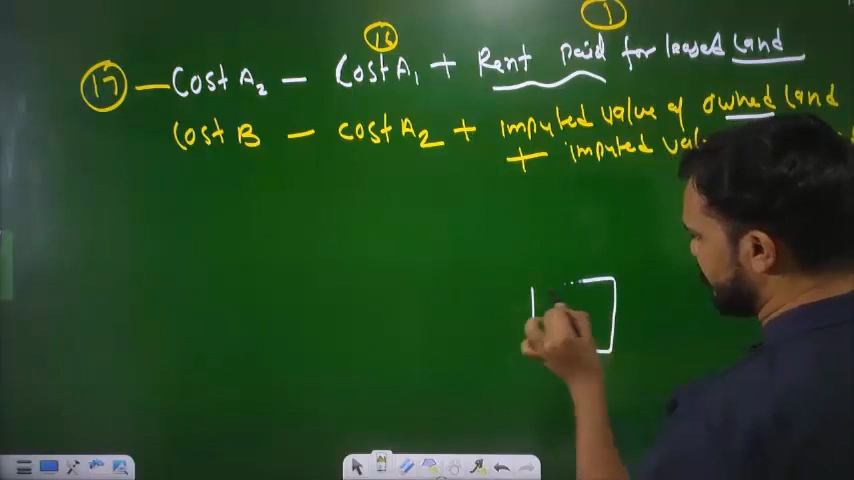 16 1
17 — Cost A2 — Cost A1 + Rent paid for leased land
Cost B — Cost A2 + imputed value of owned land
+ imputed